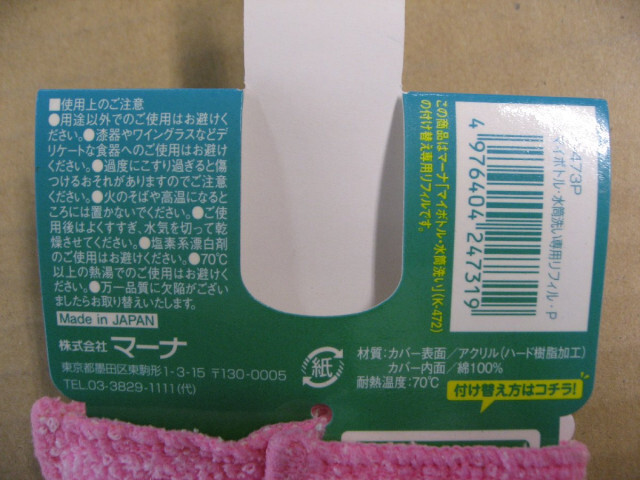 ■使用上のご注意
●用途以外でのご使用はお避けく
ださい。●漆器やワイングラスなどデ
リケートな食器へのご使用はお避け
ください。●過度にこすり過ぎると傷
つけるおそれがありますのでご注意
ください。●火のそばや高温になると
ころには置かないでください。●ご使
用後はよくすすぎ、水気を切って乾
燥させてください。●塩素系漂白剤
のご使用はお避けください。●70℃
以上の熱湯でのご使用はお避けくだ
さい。●万一品質に欠陥がござい
ましたらお取り替えいたします。
Made in JAPAN
株式会社 マーナ
東京都墨田区東駒形1-3-15 〒130-0005
TEL.03-3829-1111(代)
この商品はマーナ「マイボトル・水筒洗い」(K-472)
の付け替え専用リフィルです。
473P
マイボトル・水筒洗い専用リフィル・P
4 976404 247319
紙
材質:カバー表面/アクリル(ハード樹脂加工)
カバー内面/綿100%
耐熱温度:70℃
付け替え方はコチラ!